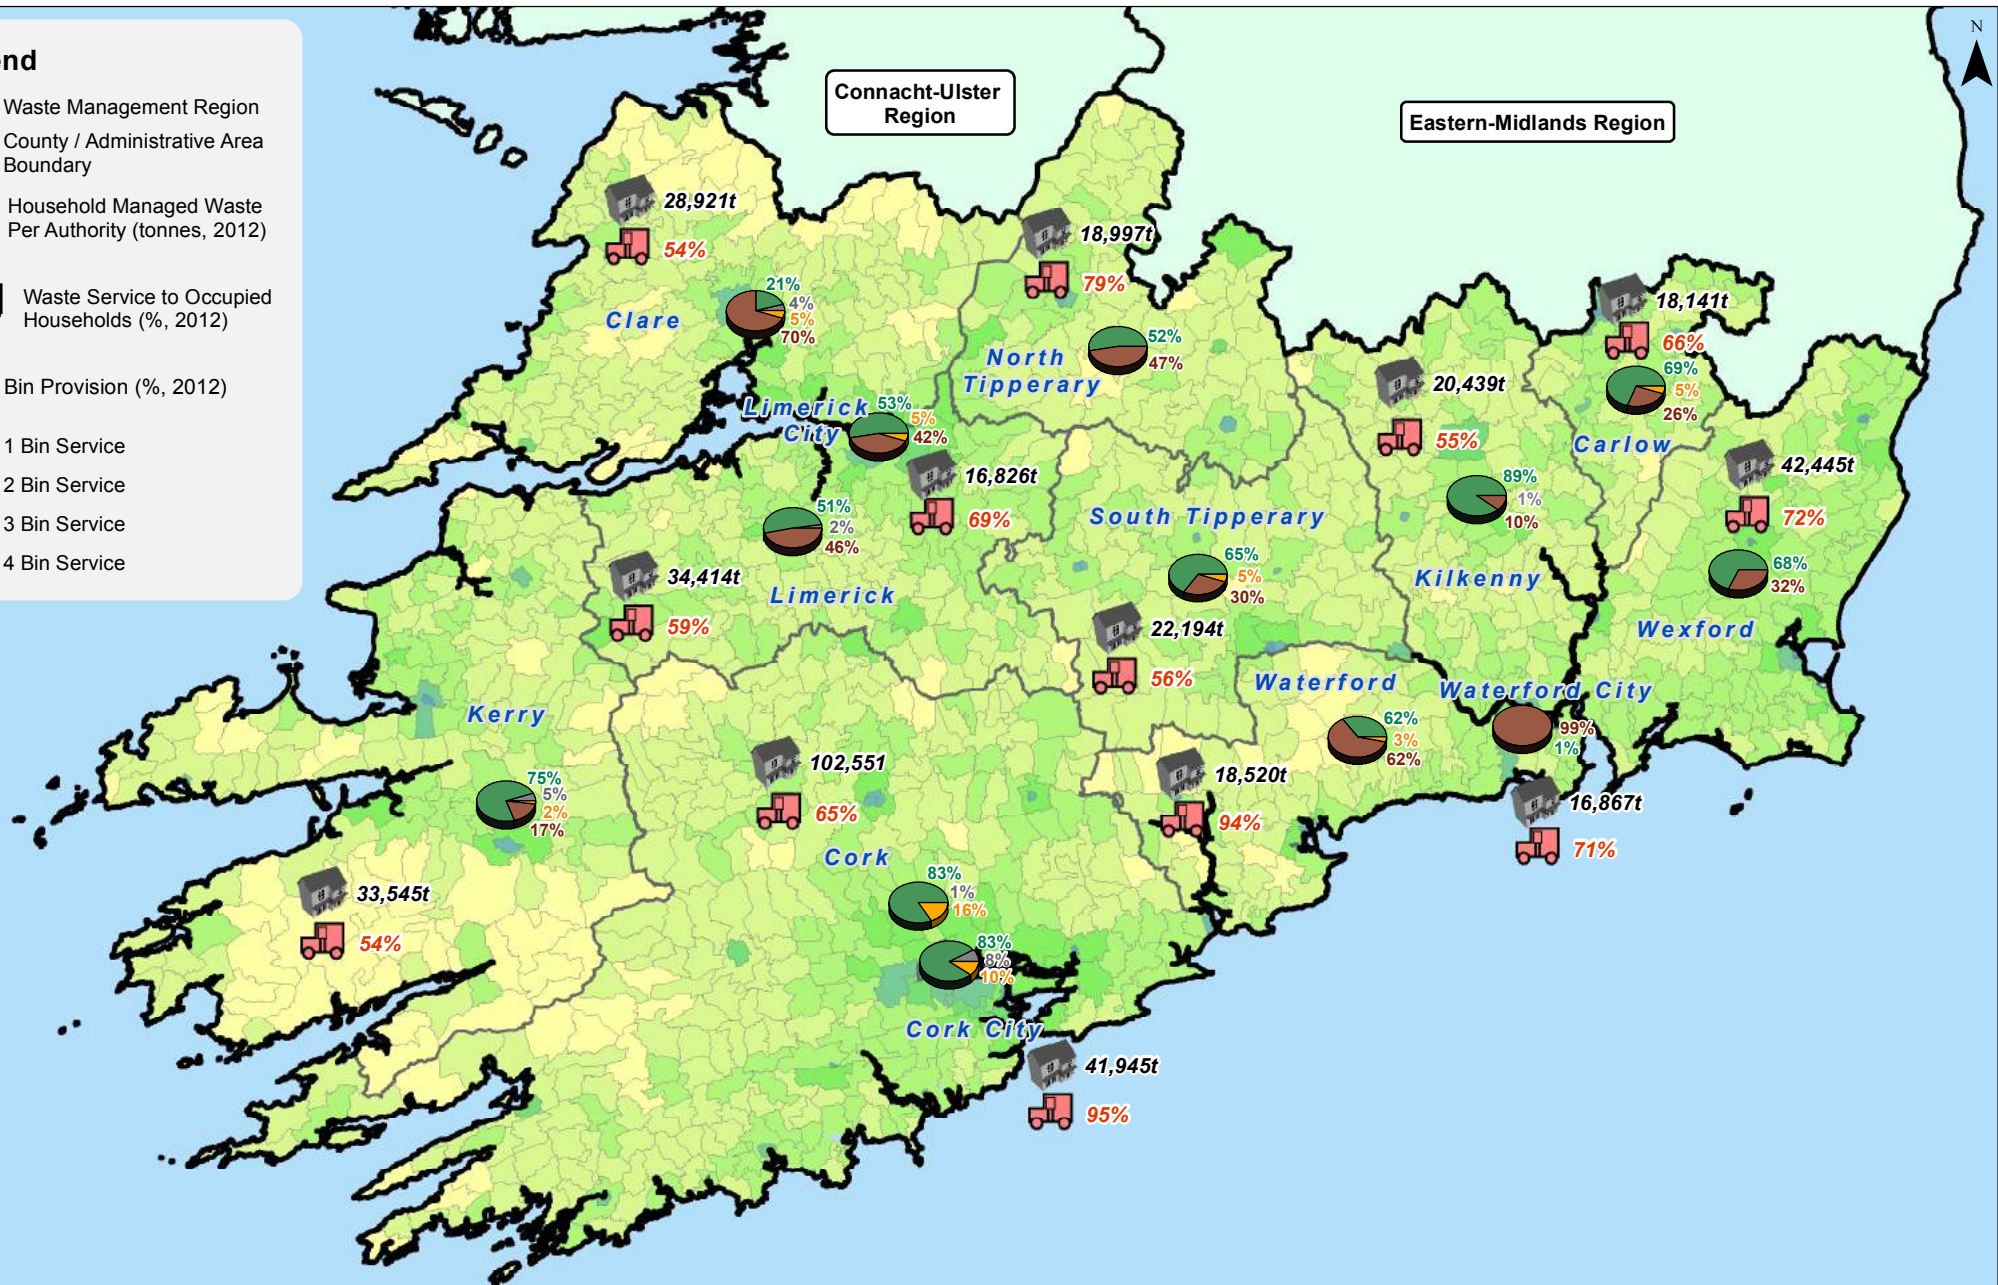 end
Waste Management Region
County / Administrative Area
Boundary
Household Managed Waste
Per Authority (tonnes, 2012)
Waste Service to Occupied
Households (%, 2012)
Bin Provision (%, 2012)
1 Bin Service
2 Bin Service
3 Bin Service
4 Bin Service
Connacht-Ulster
Region
Eastern-Midlands Region
N
28,921t
54%
Clare
21%
4%
5%
70%
18,997t
79%
North
Tipperary
52%
47%
18,141t
66%
69%
5%
26%
Carlow
20,439t
55%
89%
1%
10%
Kilkenny
42,445t
72%
68%
32%
Wexford
Limerick
City
53%
5%
42%
16,826t
69%
51%
2%
46%
34,414t
59%
Limerick
South Tipperary
65%
5%
30%
22,194t
56%
Waterford
62%
3%
62%
18,520t
94%
Waterford City
99%
1%
16,867t
71%
Kerry
75%
5%
2%
17%
33,545t
54%
102,551
65%
Cork
83%
1%
16%
83%
8%
10%
Cork City
41,945t
95%